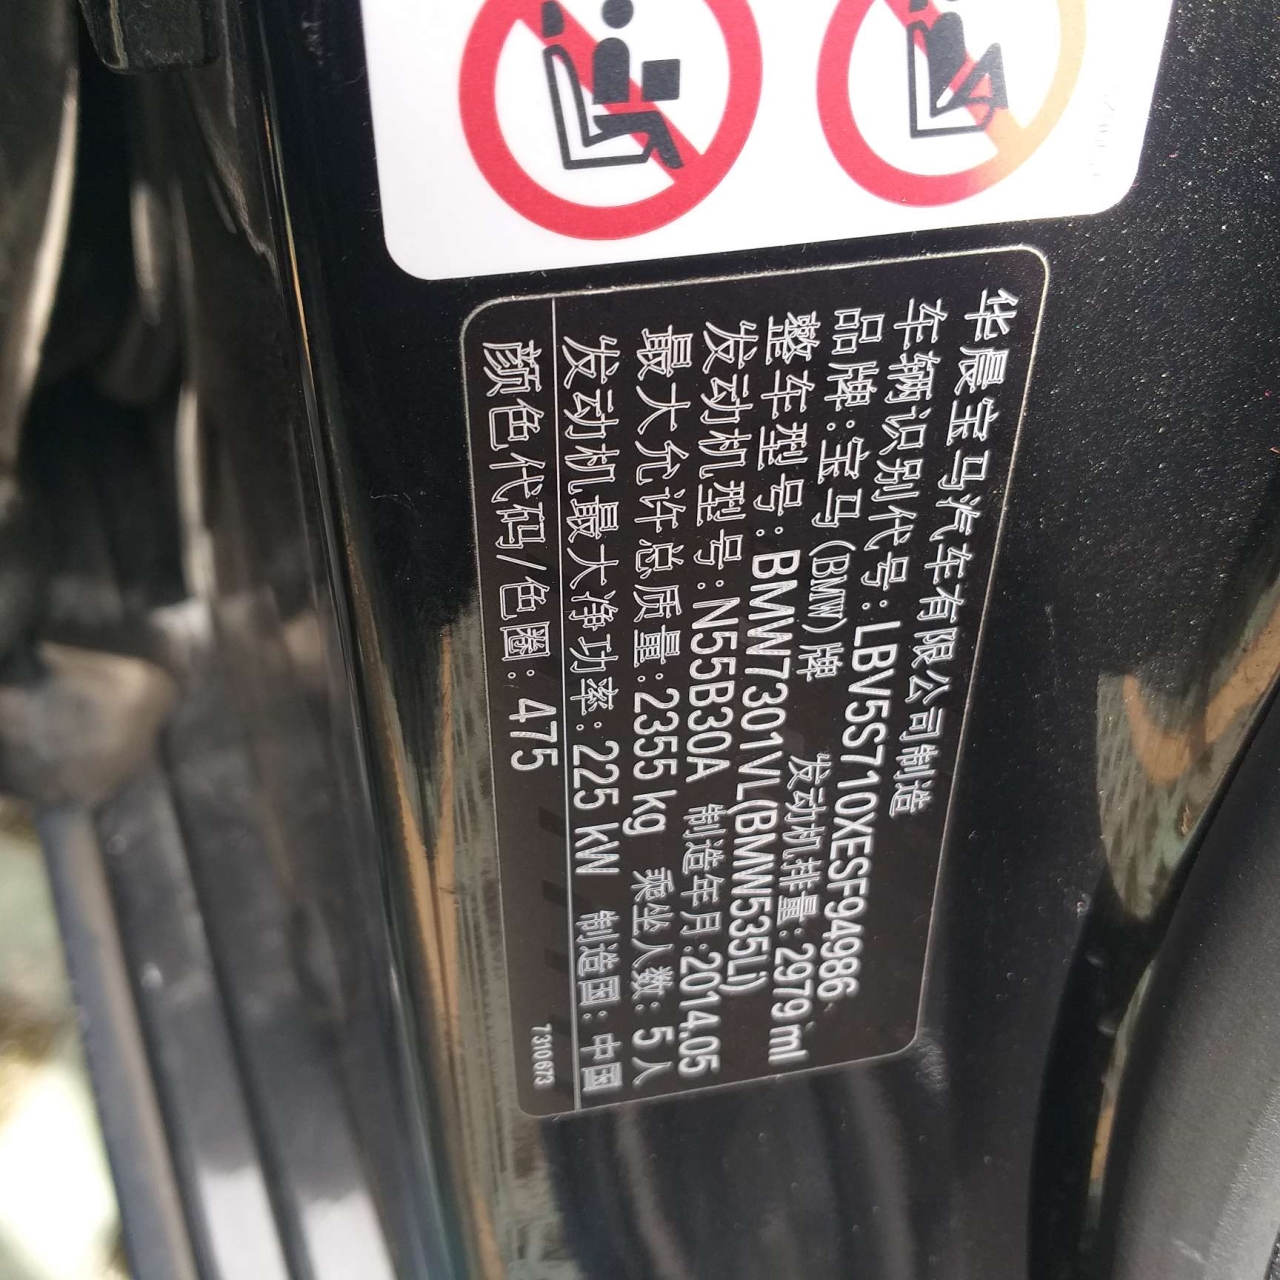 华晨宝马汽车有限公司制造
车辆识别代号:LBV5S710XESF94986
品牌:宝马(BMW)牌 发动机排量:2979 ml
整车型号:BMW7301VL(BMW535Li)
发动机型号:N55B30A 制造年月:2014.05
最大允许总质量:2355 kg 乘坐人数:5人
发动机最大净功率:225 kW 制造国:中国
颜色代码/色圈:475
7310673